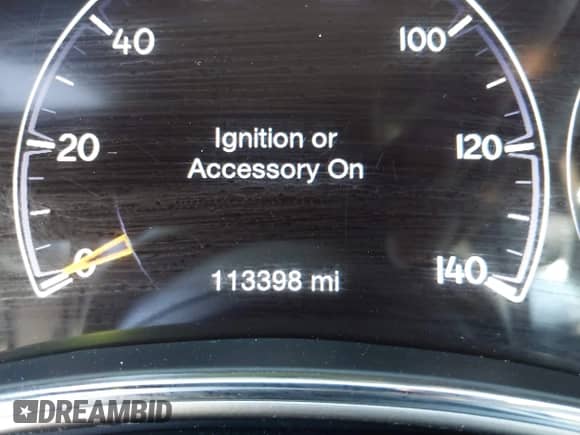 40 100
Ignition or
20 120
Accessory On
0 113398 mi 140
DREAMBID